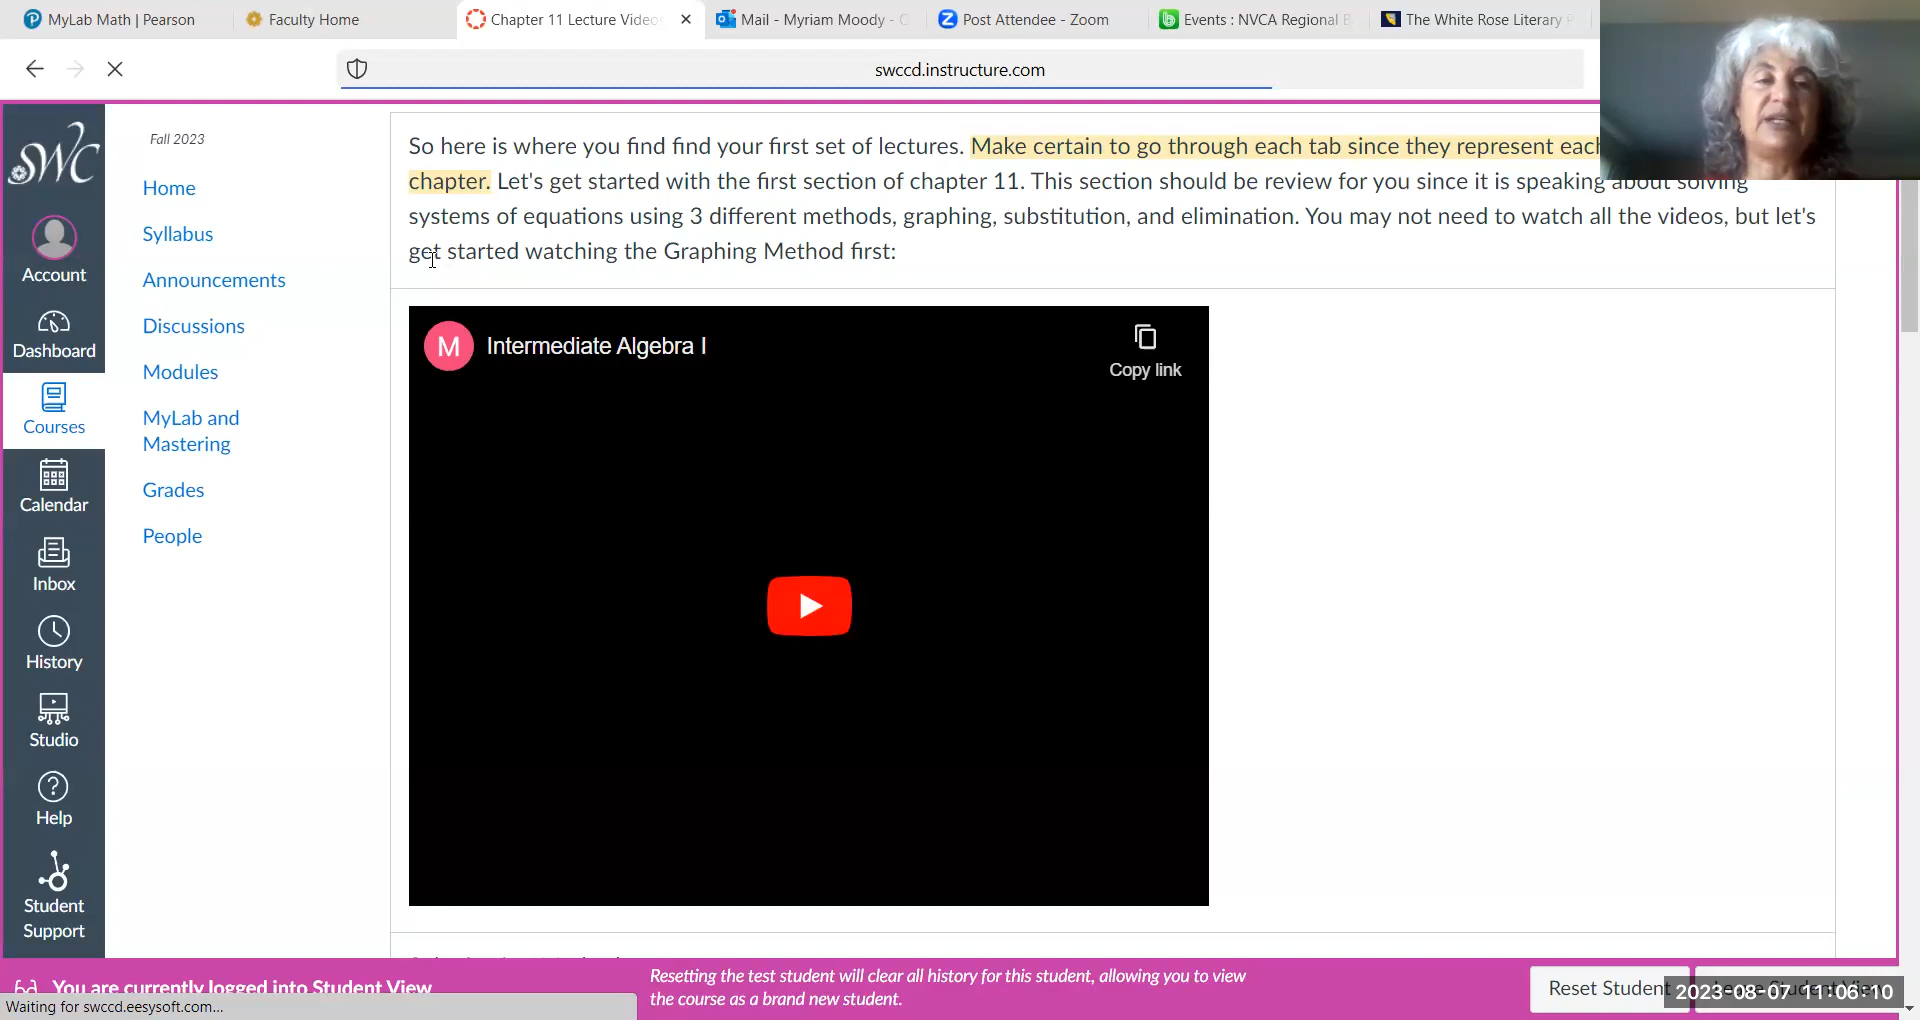 MyLab Math | Pearson
Faculty Home
Chapter 11 Lecture Videos
Mail - Myriam Moody -
Post Attendee - Zoom
Events : NVCA Regional
The White Rose Literary
swccd.instructure.com
SWC
Account
Dashboard
Courses
Calendar
Inbox
History
Studio
Help
Student
Support
Fall 2023
Home
Syllabus
Announcements
Discussions
Modules
MyLab and
Mastering
Grades
People
So here is where you find find your first set of lectures. Make certain to go through each tab since they represent each
chapter. Let's get started with the first section of chapter 11. This section should be review for you since it is speaking about solving
systems of equations using 3 different methods, graphing, substitution, and elimination. You may not need to watch all the videos, but let's
get started watching the Graphing Method first:
M
Intermediate Algebra I
Copy link
You are currently logged into Student View
Resetting the test student will clear all history for this student, allowing you to view
the course as a brand new student.
Reset Student
2023-08-07 11:06:10
Waiting for swccd.eesysoft.com...